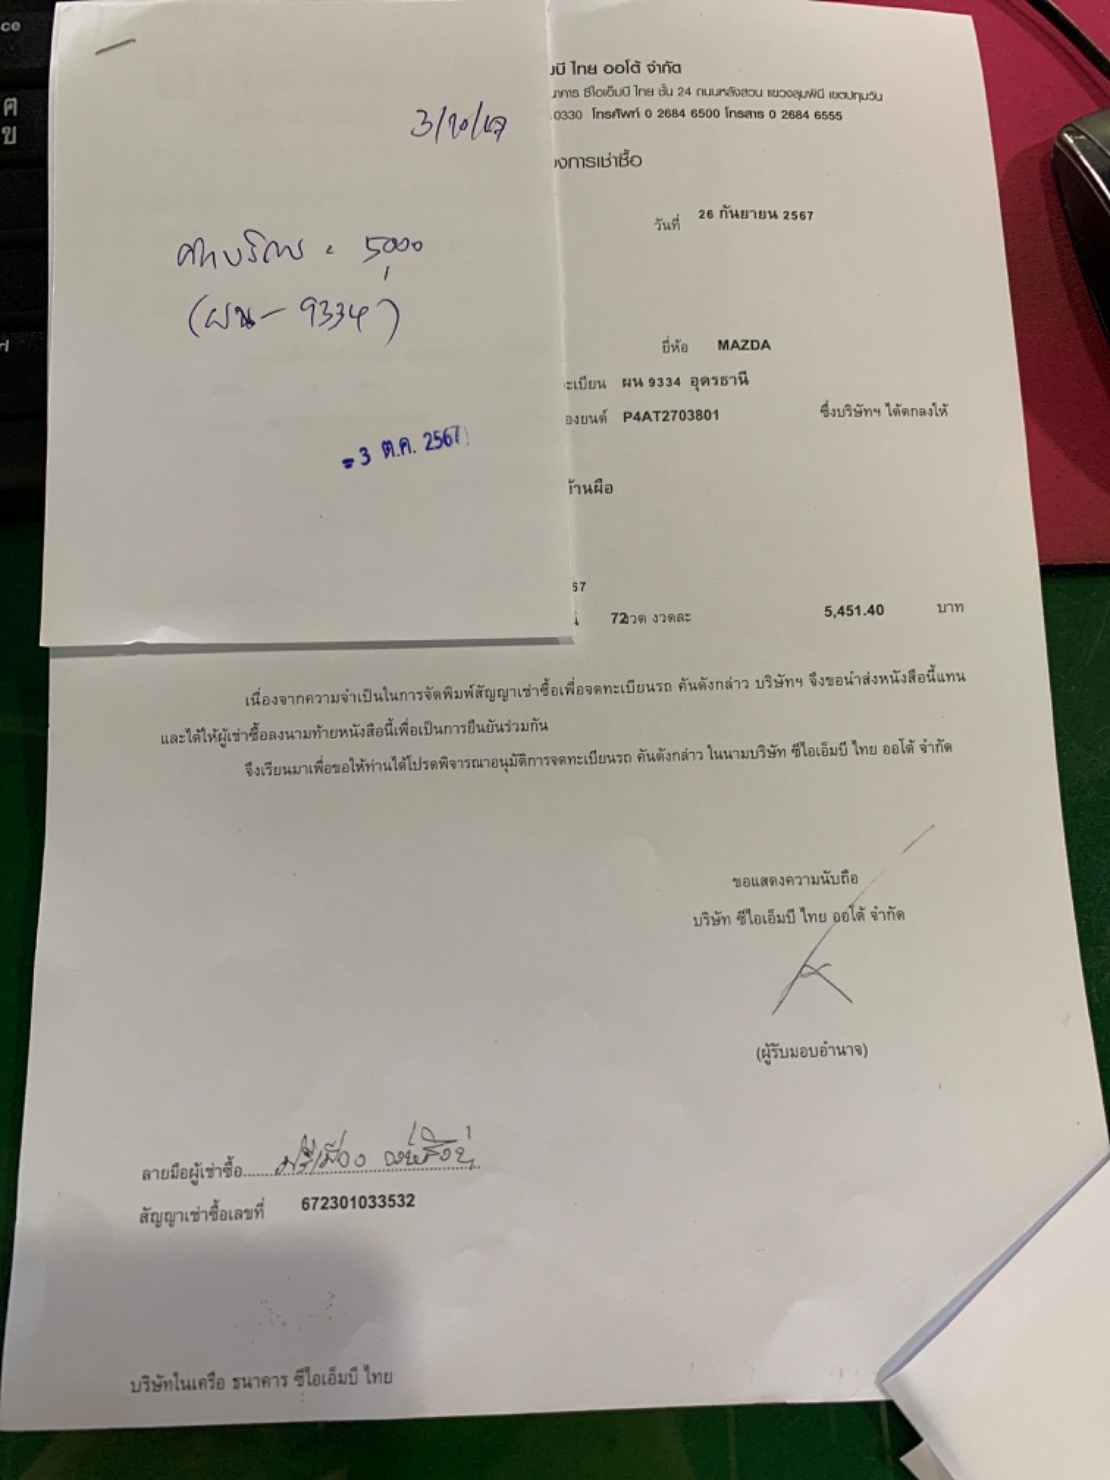 3/10/67
ค่าบริการ = 5,000
(ผน - 9334)
- 3 ต.ค. 2567
มบี ไทย ออโต้ จำกัด
าคาร ซีไอเอ็มบี ไทย ชั้น 24 ถนนหลังสวน แขวงลุมพินี เขตปทุมวัน
0330 โทรศัพท์ 0 2684 6500 โทรสาร 0 2684 6555
องการเช่าซื้อ
วันที่ 26 กันยายน 2567
ยี่ห้อ MAZDA
ะเบียน ผน 9334 อุดรธานี
องยนต์ P4AT2703801 ซึ่งบริษัทฯ ได้ตกลงให้
้านผือ
67
72งวด งวดละ 5,451.40 บาท
เนื่องจากความจำเป็นในการจัดพิมพ์สัญญาเช่าซื้อเพื่อจดทะเบียนรถ คันดังกล่าว บริษัทฯ จึงขอนำส่งหนังสือนี้แทน
และได้ให้ผู้เช่าซื้อลงนามท้ายหนังสือนี้เพื่อเป็นการยืนยันร่วมกัน
จึงเรียนมาเพื่อขอให้ท่านได้โปรดพิจารณาอนุมัติการจดทะเบียนรถ คันดังกล่าว ในนามบริษัท ซีไอเอ็มบี ไทย ออโต้ จำกัด
ขอแสดงความนับถือ
บริษัท ซีไอเอ็มบี ไทย ออโต้ จำกัด
(ผู้รับมอบอำนาจ)
ลายมือผู้เช่าซื้อ
สัญญาเช่าซื้อเลขที่ 672301033532
บริษัทในเครือ ธนาคาร ซีไอเอ็มบี ไทย